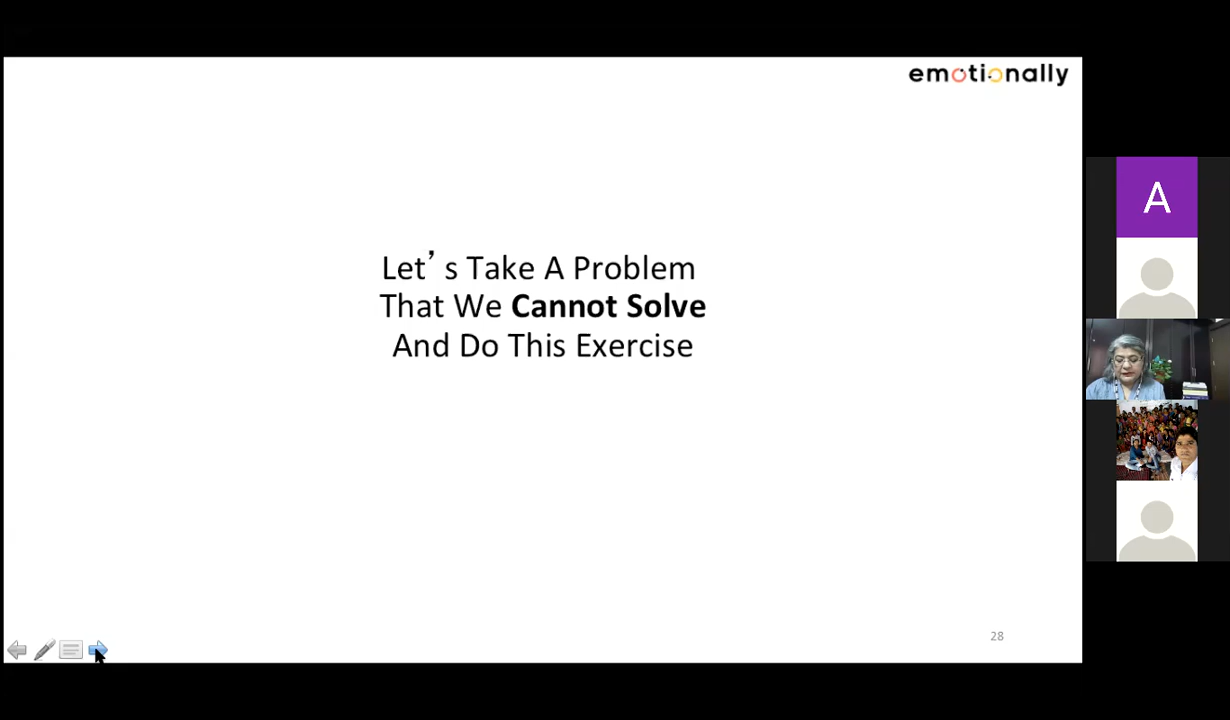 emotionally
A
Let’s Take A Problem
That We Cannot Solve
And Do This Exercise
28